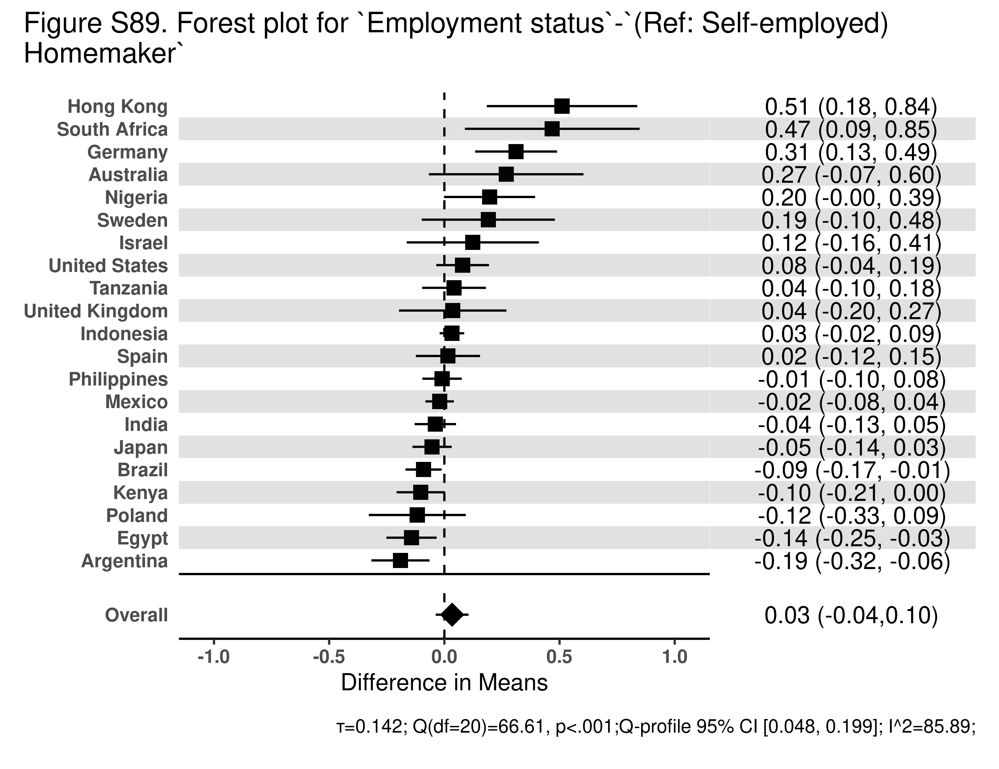 Figure S89. Forest plot for `Employment status`-`(Ref: Self-employed)
Homemaker`
Hong Kong 0.51 (0.18, 0.84)
South Africa 0.47 (0.09, 0.85)
Germany 0.31 (0.13, 0.49)
Australia 0.27 (-0.07, 0.60)
Nigeria 0.20 (-0.00, 0.39)
Sweden 0.19 (-0.10, 0.48)
Israel 0.12 (-0.16, 0.41)
United States 0.08 (-0.04, 0.19)
Tanzania 0.04 (-0.10, 0.18)
United Kingdom 0.04 (-0.20, 0.27)
Indonesia 0.03 (-0.02, 0.09)
Spain 0.02 (-0.12, 0.15)
Philippines -0.01 (-0.10, 0.08)
Mexico -0.02 (-0.08, 0.04)
India -0.04 (-0.13, 0.05)
Japan -0.05 (-0.14, 0.03)
Brazil -0.09 (-0.17, -0.01)
Kenya -0.10 (-0.21, 0.00)
Poland -0.12 (-0.33, 0.09)
Egypt -0.14 (-0.25, -0.03)
Argentina -0.19 (-0.32, -0.06)
Overall 0.03 (-0.04,0.10)
-1.0 -0.5 0.0 0.5 1.0
Difference in Means
τ=0.142; Q(df=20)=66.61, p<.001;Q-profile 95% CI [0.048, 0.199]; I^2=85.89;